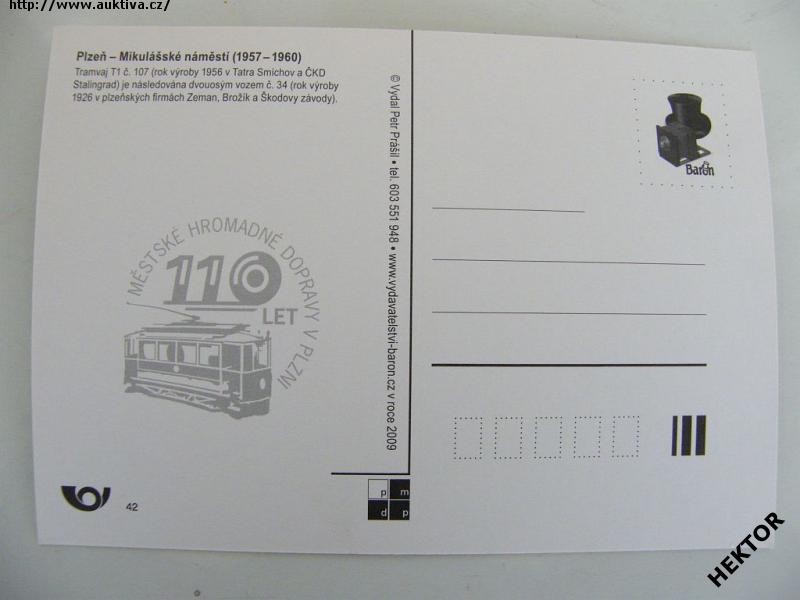 http://www.auktiva.cz/
Plzeň – Mikulášské náměstí (1957–1960)
Tramvaj T1 č. 107 (rok výroby 1956 v Tatra Smíchov a ČKD
Stalingrad) je následována dvouosým vozem č. 34 (rok výroby
1926 v plzeňských firmách Zeman, Brožík a Škodovy závody).
© Vydal Petr Prášil • tel. 603 551 948 • www.vydavatelstvi-baron.cz v roce 2009
Baron
MĚSTSKÉ HROMADNÉ DOPRAVY V PLZNI
110
LET
42
p m
d p
HEKTOR